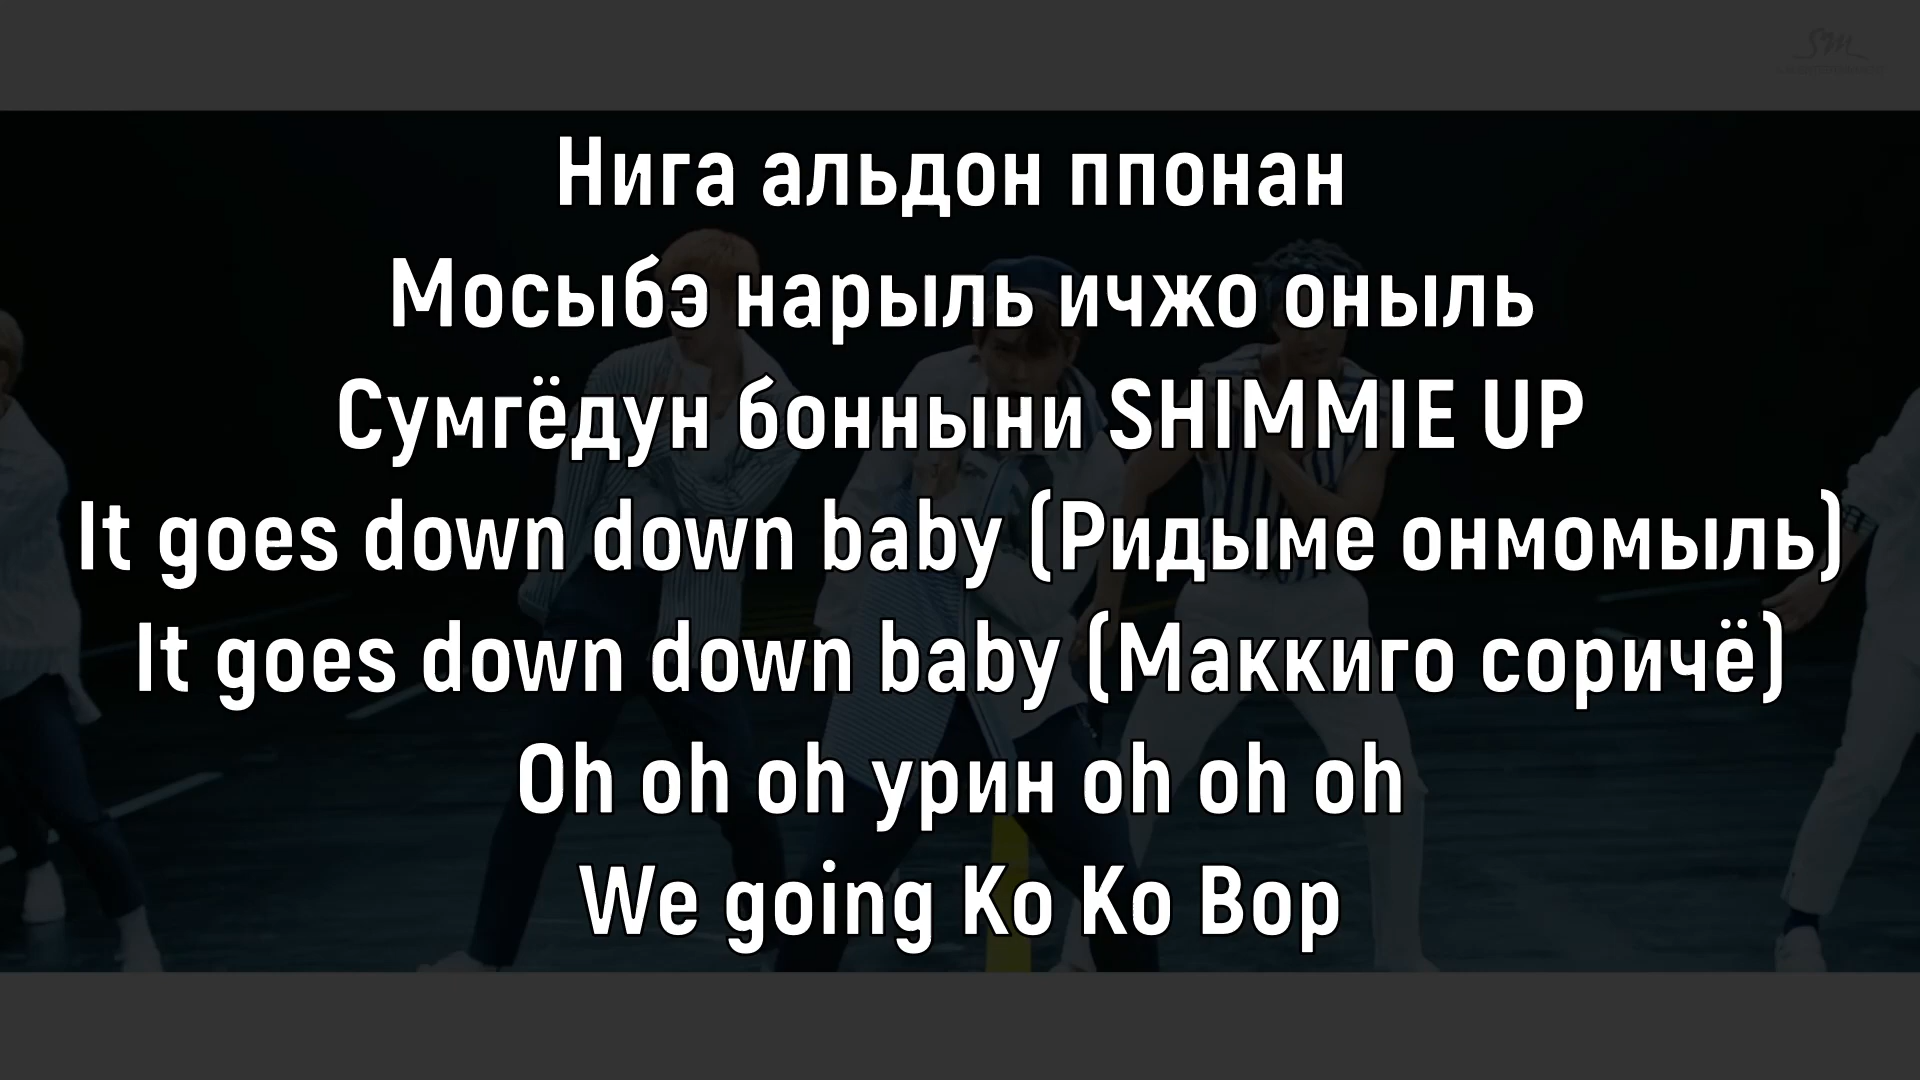 SM
Нига альдон ппонан
Мосыбэ нарыль ичжо оныль
Сумгёдун бонныни SHIMMIE UP
It goes down down baby (Ридыме онмомыль)
It goes down down baby (Маккиго соричё)
Oh oh oh урин oh oh oh
We going Ko Ko Bop